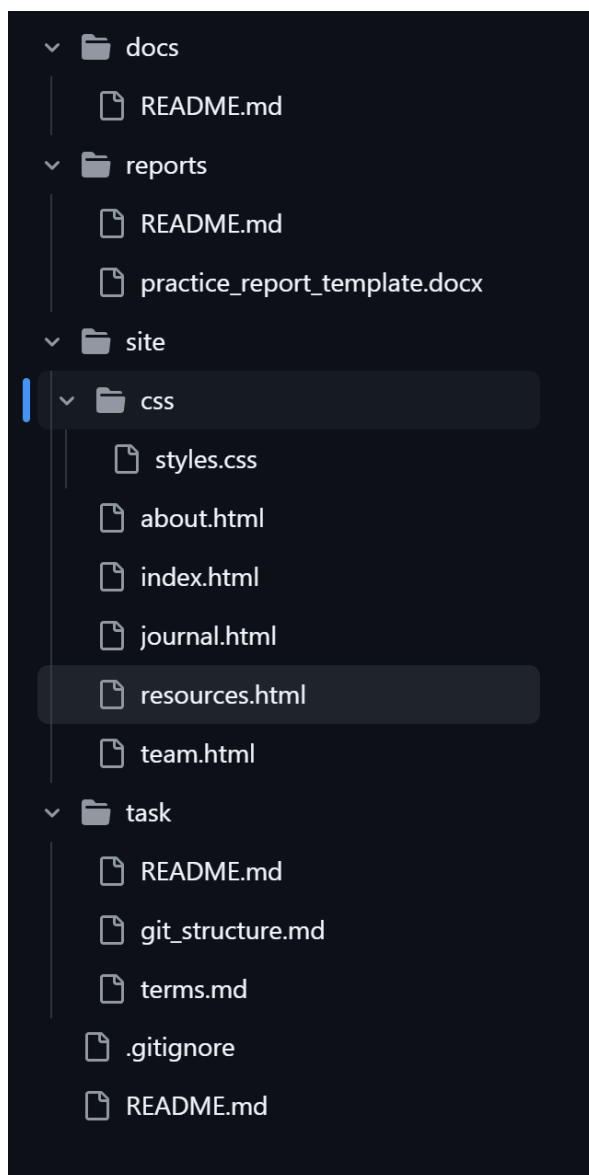 docs
README.md
reports
README.md
practice_report_template.docx
site
css
styles.css
about.html
index.html
journal.html
resources.html
team.html
task
README.md
git_structure.md
terms.md
.gitignore
README.md